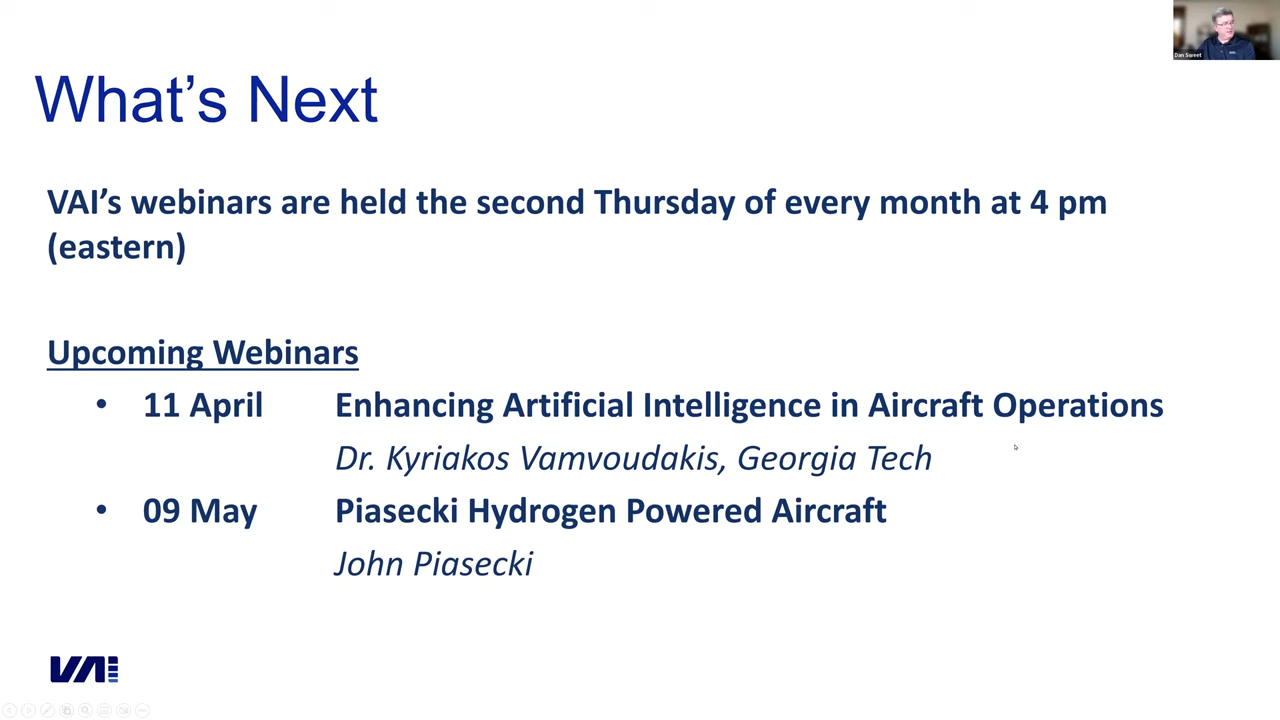 Dan Sweet
What's Next
VAI's webinars are held the second Thursday of every month at 4 pm
(eastern)
Upcoming Webinars
• 11 April Enhancing Artificial Intelligence in Aircraft Operations
Dr. Kyriakos Vamvoudakis, Georgia Tech
• 09 May Piasecki Hydrogen Powered Aircraft
John Piasecki
VAI